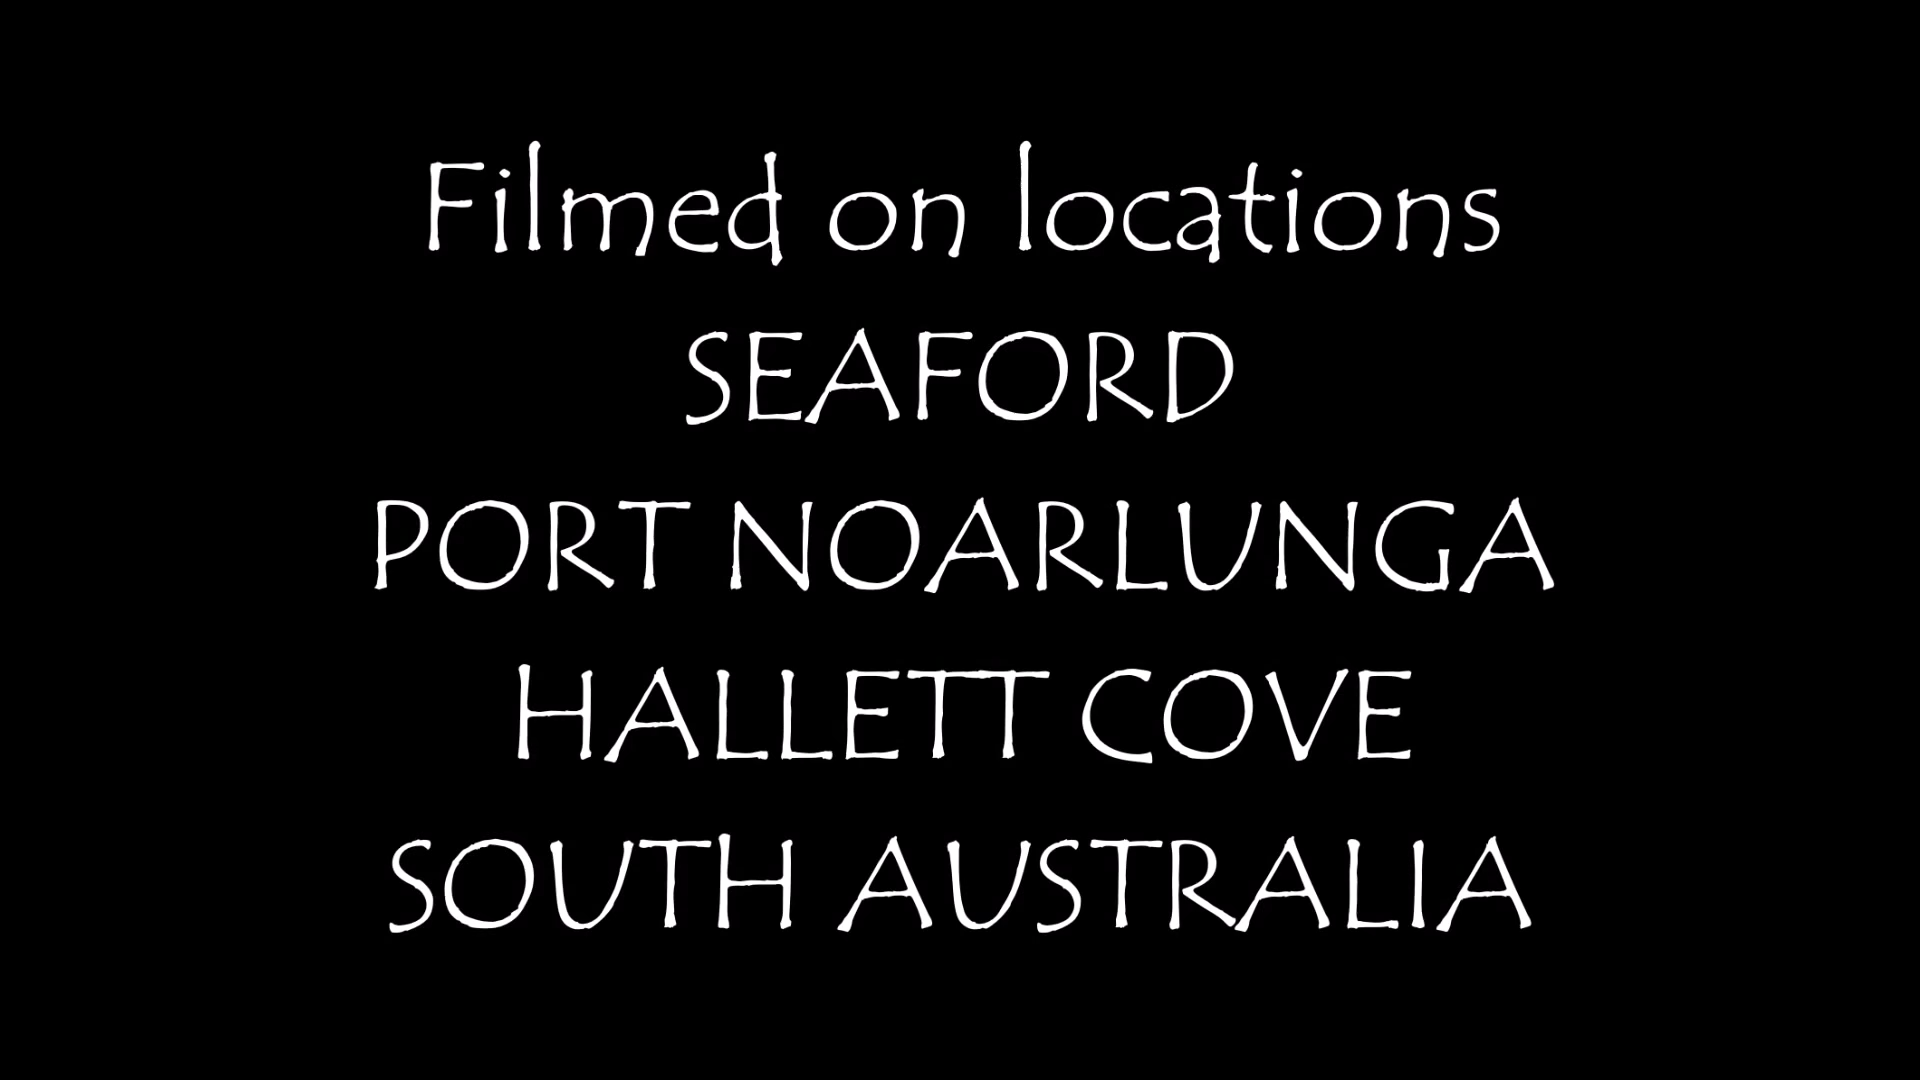 Filmed on locations
SEAFORD
PORT NOARLUNGA
HALLETT COVE
SOUTH AUSTRALIA